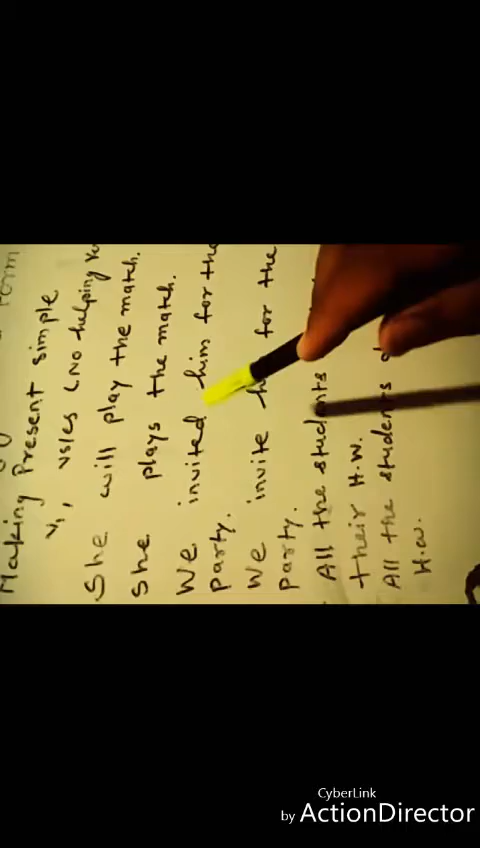 Making Present simple
V1, Vs/es (No helping
She will play the match.
She plays the match.
We invited him for the
party.
We invite for the
party.
All the students
their H.W.
All the students
H.W.
CyberLink
by ActionDirector